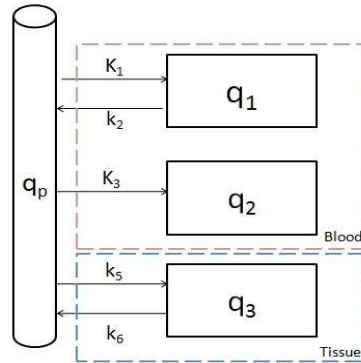 K₁
q₁
k₂
qₚ
K₃
q₂
Blood
k₅
q₃
k₆
Tissue